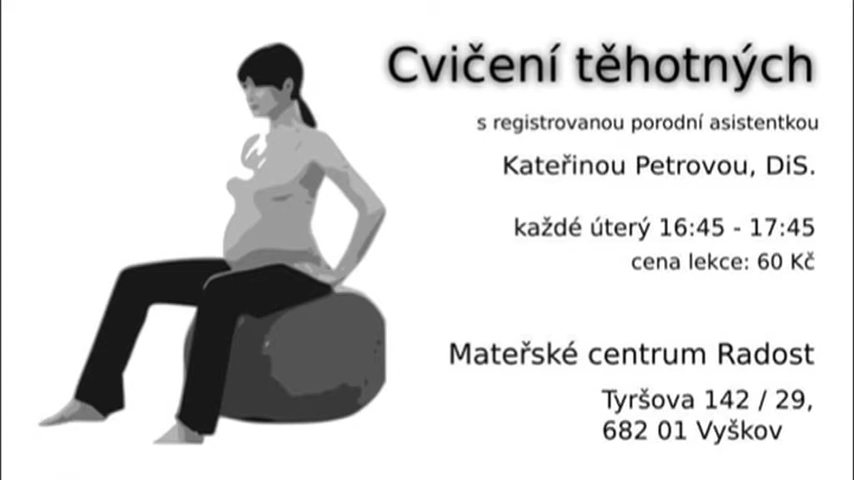 Cvičení těhotných
s registrovanou porodní asistentkou
Kateřinou Petrovou, DiS.
každé úterý 16:45 - 17:45
cena lekce: 60 Kč
Mateřské centrum Radost
Tyršova 142 / 29,
682 01 Vyškov